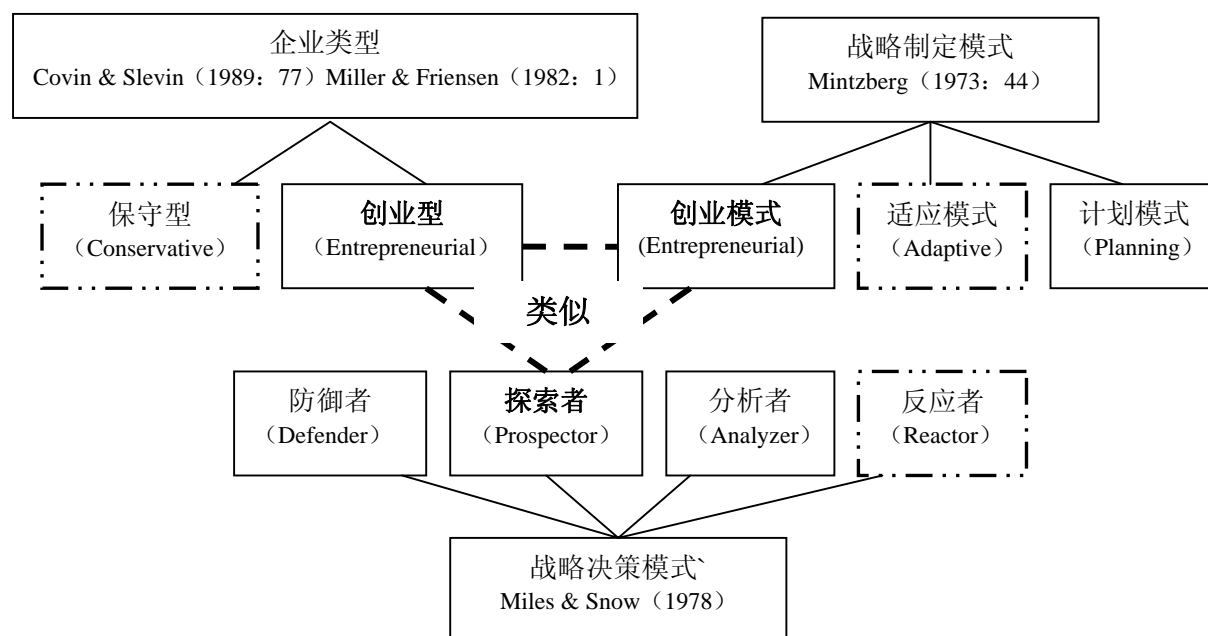 企业类型
Covin & Slevin（1989：77）Miller & Friensen（1982：1）
战略制定模式
Mintzberg（1973：44）
保守型
（Conservative）
创业型
（Entrepreneurial）
创业模式
(Entrepreneurial)
适应模式
（Adaptive）
计划模式
（Planning）
类似
防御者
（Defender）
探索者
（Prospector）
分析者
（Analyzer）
反应者
（Reactor）
战略决策模式`
Miles & Snow（1978）